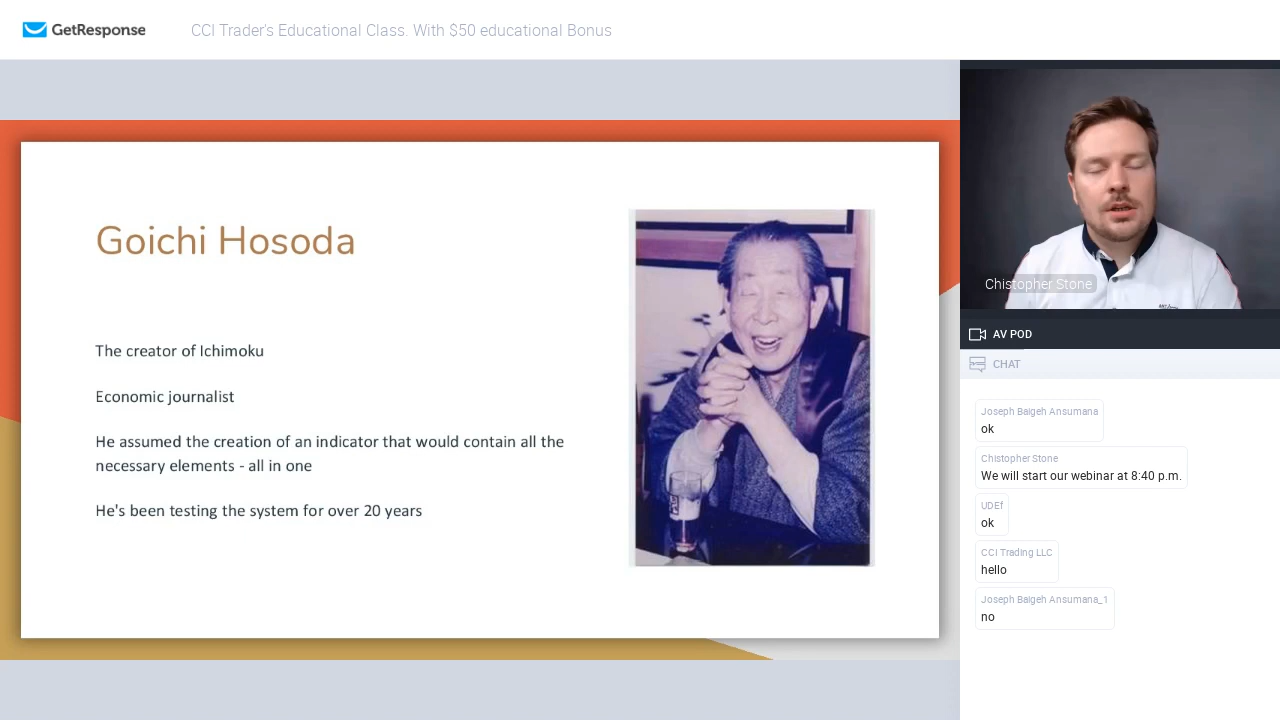 GetResponse
CCI Trader's Educational Class. With $50 educational Bonus
Goichi Hosoda
The creator of Ichimoku
Economic journalist
He assumed the creation of an indicator that would contain all the
necessary elements - all in one
He's been testing the system for over 20 years
Chistopher Stone
AV POD
CHAT
Joseph Baigeh Ansumana
ok
Chistopher Stone
We will start our webinar at 8:40 p.m.
UDEf
ok
CCI Trading LLC
hello
Joseph Baigeh Ansumana_1
no